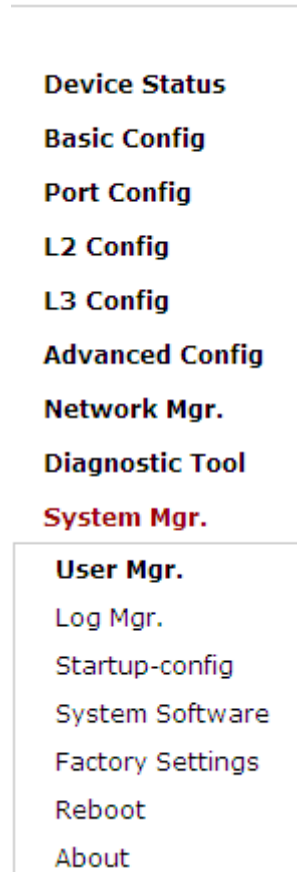 Device Status
Basic Config
Port Config
L2 Config
L3 Config
Advanced Config
Network Mgr.
Diagnostic Tool
System Mgr.
User Mgr.
Log Mgr.
Startup-config
System Software
Factory Settings
Reboot
About